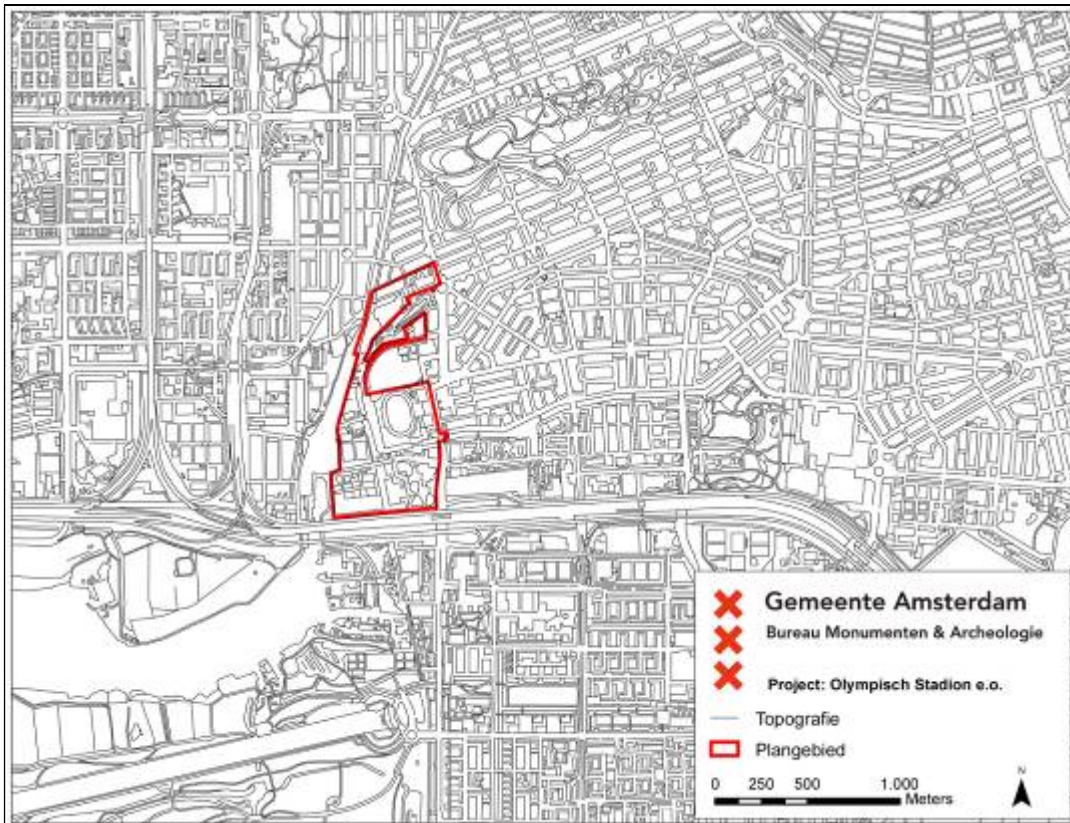 Gemeente Amsterdam
Bureau Monumenten & Archeologie
Project: Olympisch Stadion e.o.
Topografie
Plangebied
0 250 500 1.000
Meters
N